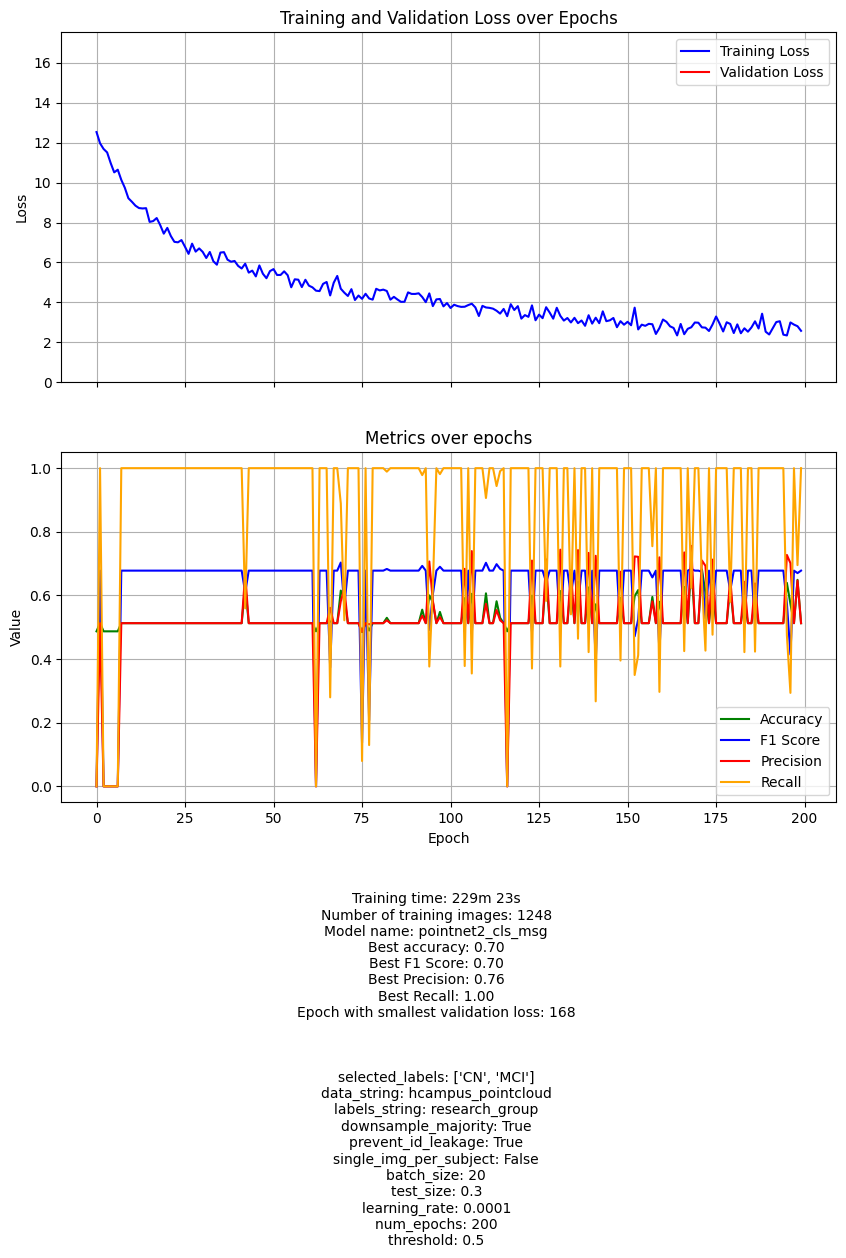 Training and Validation Loss over Epochs
16
14
12
10
8
6
4
2
0
Loss
Training Loss
Validation Loss
Metrics over epochs
1.0
0.8
0.6
0.4
0.2
0.0
Value
Accuracy
F1 Score
Precision
Recall
0 25 50 75 100 125 150 175 200
Epoch
Training time: 229m 23s
Number of training images: 1248
Model name: pointnet2_cls_msg
Best accuracy: 0.70
Best F1 Score: 0.70
Best Precision: 0.76
Best Recall: 1.00
Epoch with smallest validation loss: 168
selected_labels: ['CN', 'MCI']
data_string: hcampus_pointcloud
labels_string: research_group
downsample_majority: True
prevent_id_leakage: True
single_img_per_subject: False
batch_size: 20
test_size: 0.3
learning_rate: 0.0001
num_epochs: 200
threshold: 0.5